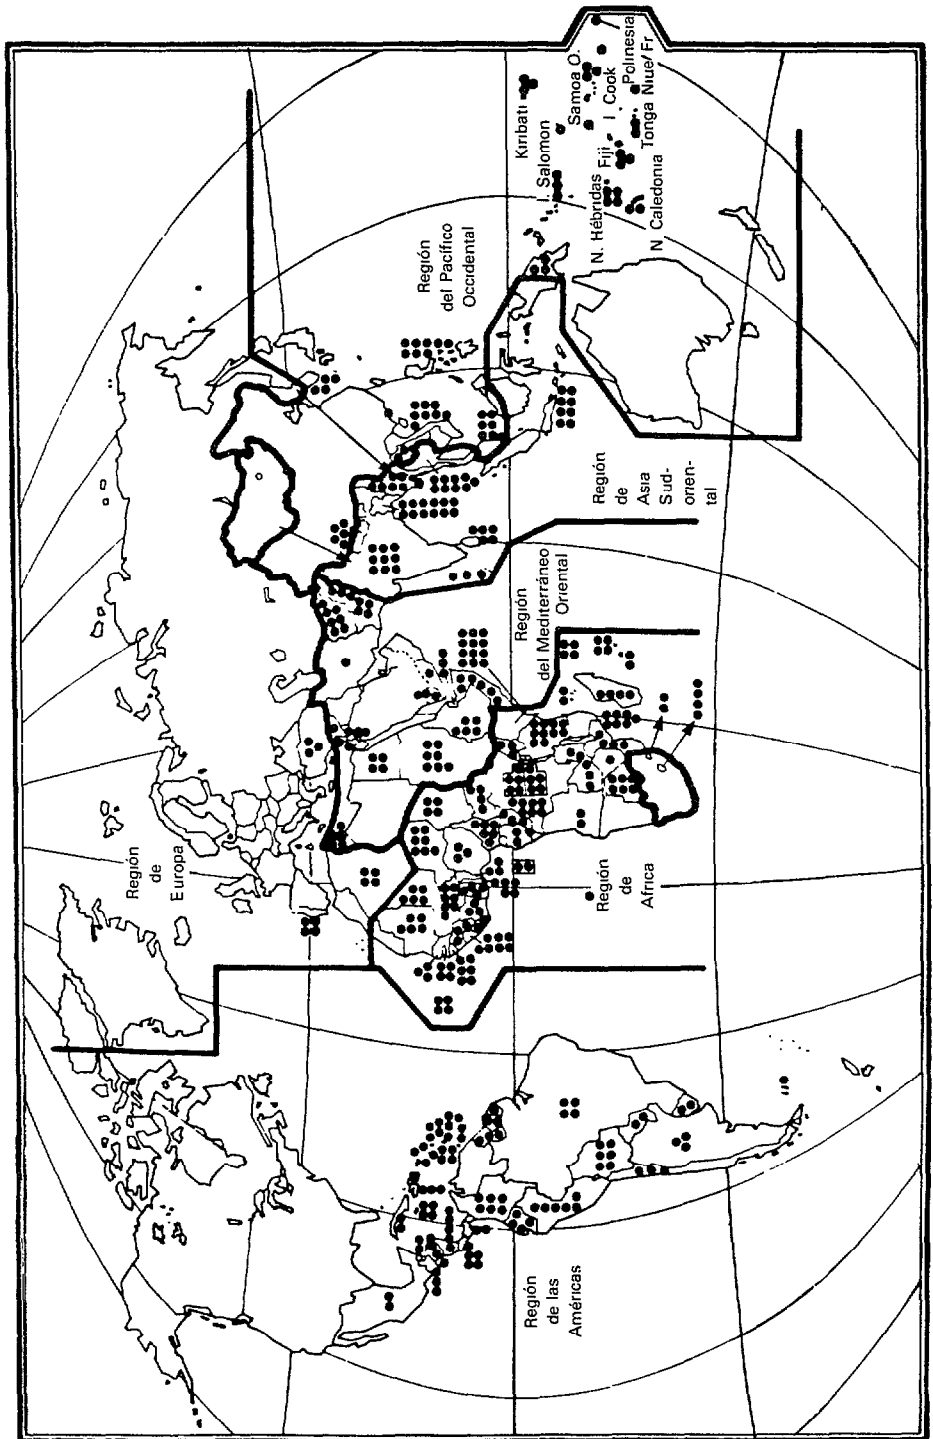 Kiribati
I. Salomon
Samoa O.
I. Cook
Polinesia
Niue/ Fr
Tonga
Fiji
N. Hébridas
N Caledonia
Región
del Pacífico
Occidental
Región
de
Asia
Sud-
orien-
tal
Región
del Mediterráneo
Oriental
Región
de
Europa
Región
de
Africa
Región
de las
Américas